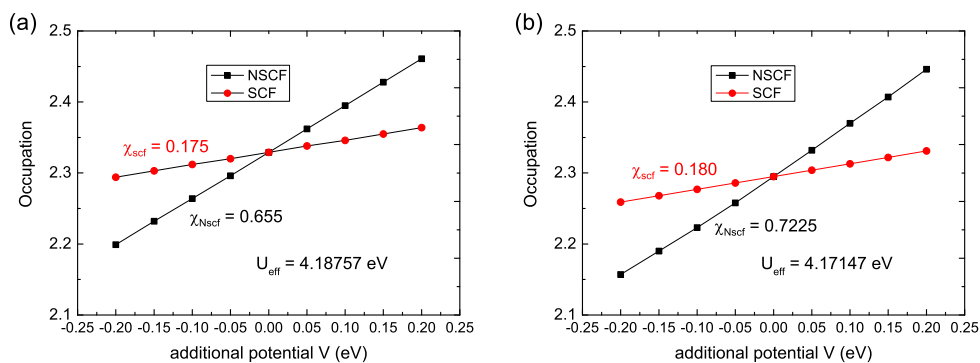 (a)
2.5
2.4
2.3
2.2
2.1
Occupation
NSCF
SCF
χscf = 0.175
χNscf = 0.655
Ueff = 4.18757 eV
-0.25 -0.20 -0.15 -0.10 -0.05 0.00 0.05 0.10 0.15 0.20 0.25
additional potential V (eV)
(b)
2.5
2.4
2.3
2.2
2.1
Occupation
NSCF
SCF
χscf = 0.180
χNscf = 0.7225
Ueff = 4.17147 eV
-0.25 -0.20 -0.15 -0.10 -0.05 0.00 0.05 0.10 0.15 0.20 0.25
additional potential V (eV)